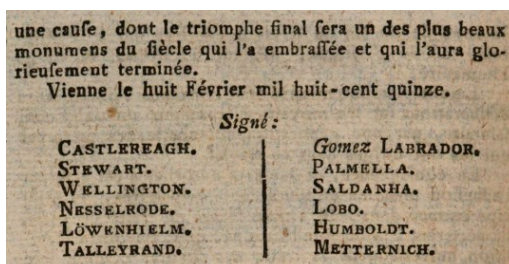 une cauſe, dont le triomphe final ſera un des plus beaux
monumens du ſiècle qui l'a embraſſée et qni l'aura glo-
rieuſement terminée.
Vienne le huit Février mil huit-cent quinze.
Signé:
CASTLEREAGH.
STEWART.
WELLINGTON.
NESSELRODE.
LÖWENHIELM.
TALLEYRAND.
Gomez LABRADOR.
PALMELLA.
SALDANHA.
LOBO.
HUMBOLDT.
METTERNICH.